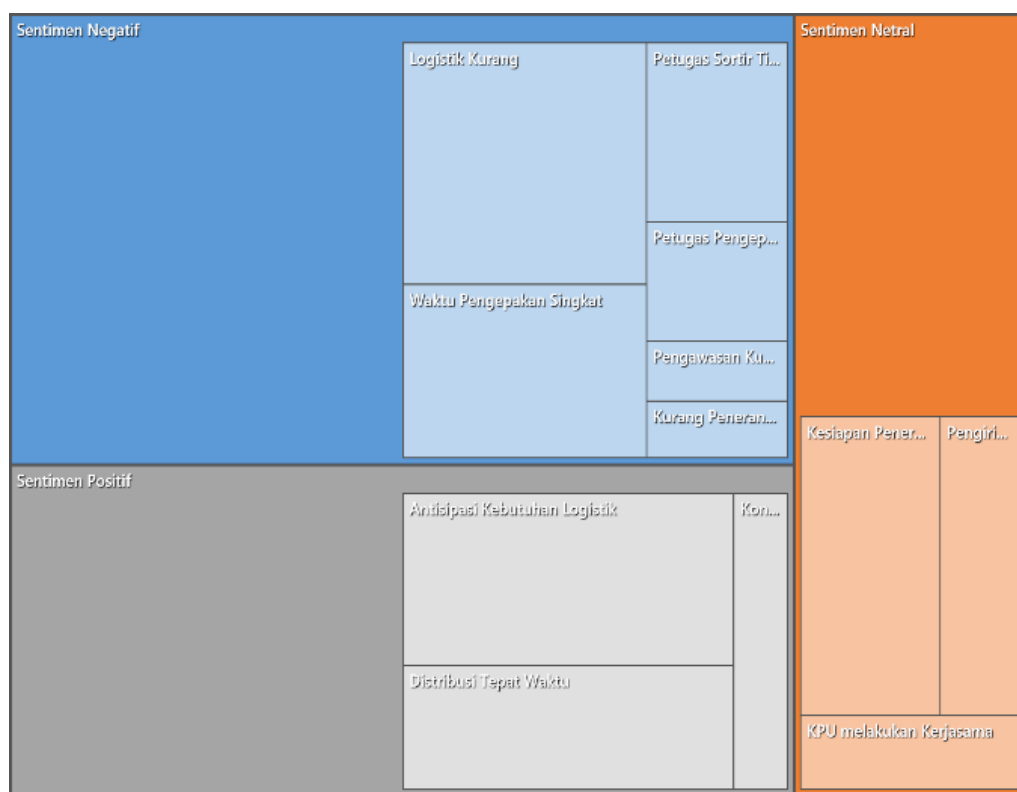 Sentimen Negatif
Logistik Kurang
Petugas Sortir Ti...
Petugas Pengep...
Waktu Pengepakan Singkat
Pengawasan Ku...
Kurang Peneran...
Sentimen Netral
Kesiapan Pener...
Pengiri...
KPU melakukan Kerjasama
Sentimen Positif
Antisipasi Kebutuhan Logistik
Kon...
Distribusi Tepat Waktu